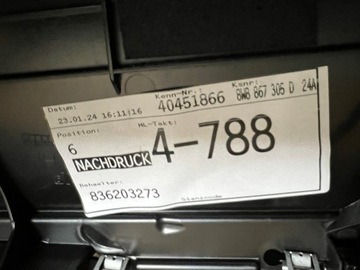 Datum: Kenn-Nr.: Ksnr:
23.01.24 16:11:16 40451866 8W8 867 305 D 24A
Position: HL-Takt:
6 4-788
NACHDRUCK
Behaelter:
836203273